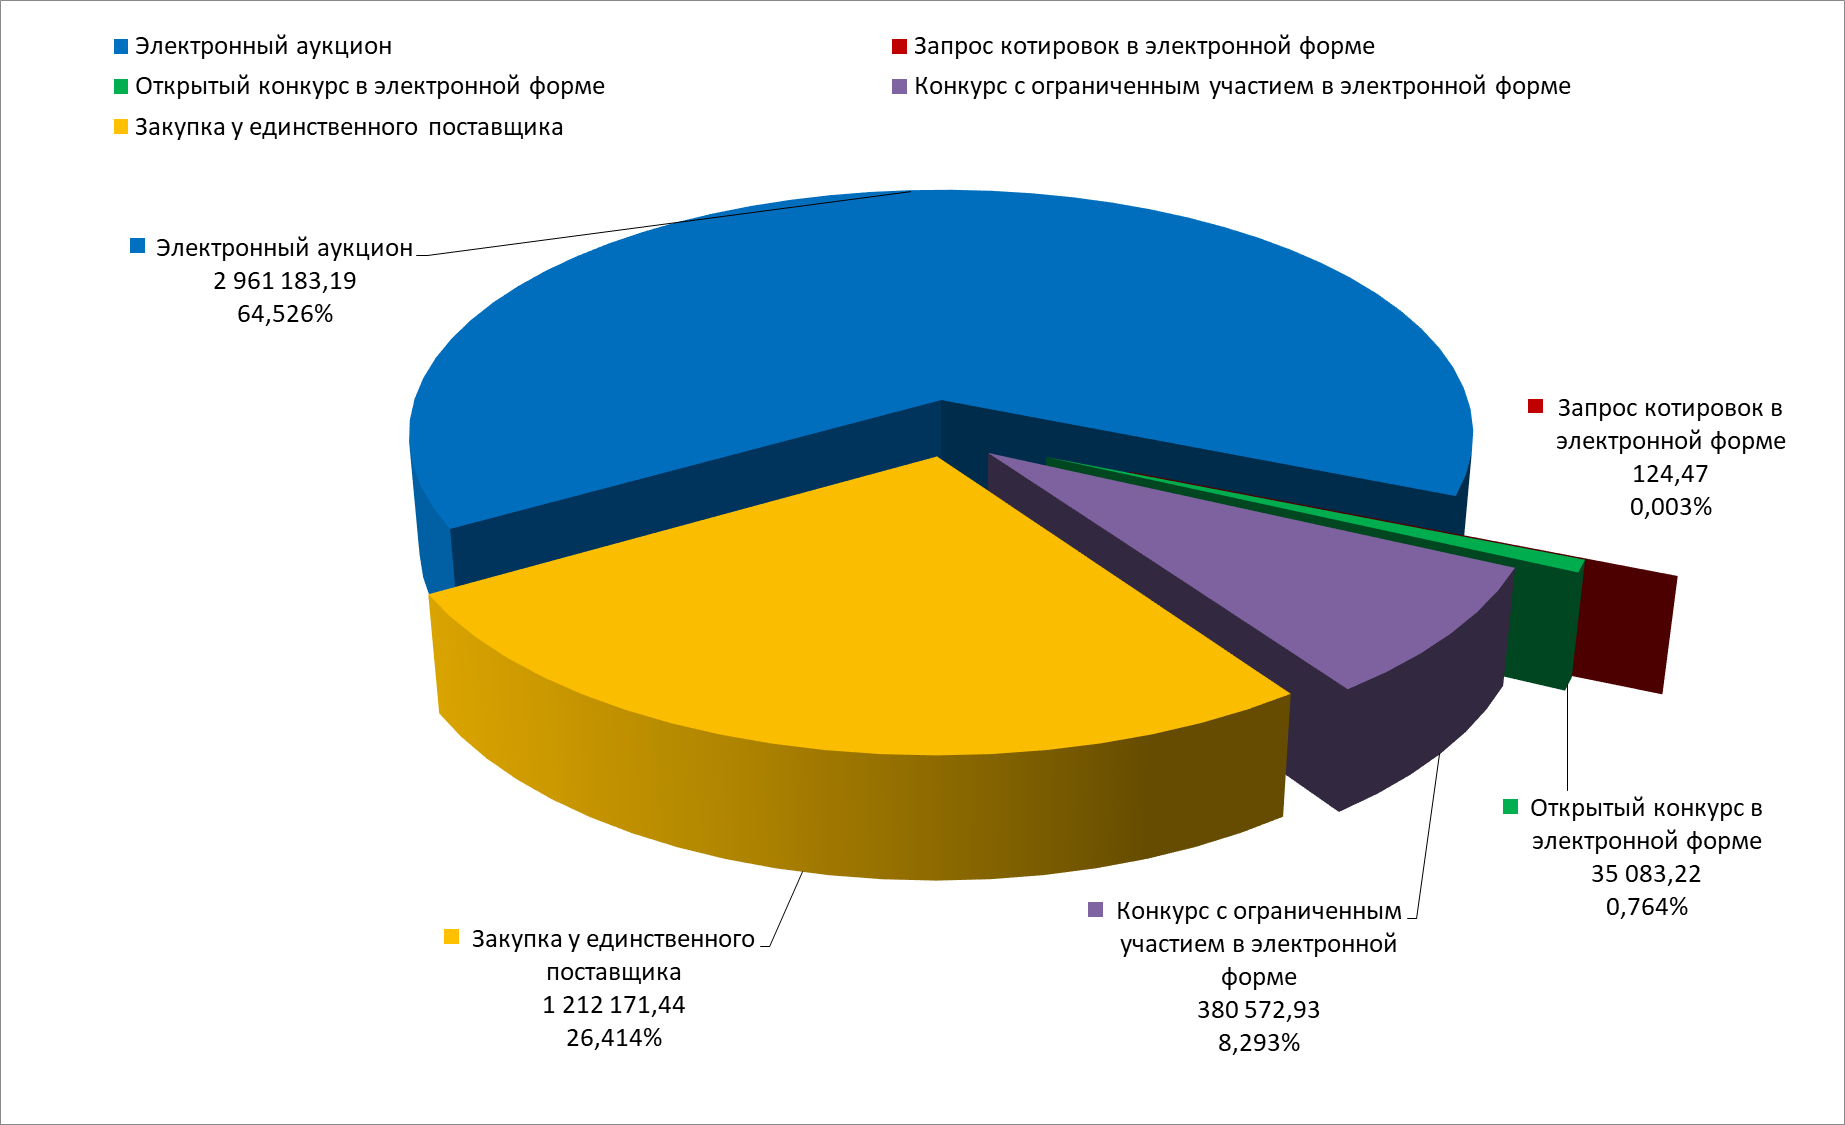 Электронный аукцион
Запрос котировок в электронной форме
Открытый конкурс в электронной форме
Конкурс с ограниченным участием в электронной форме
Закупка у единственного поставщика
Электронный аукцион
2 961 183,19
64,526%
Запрос котировок в
электронной форме
124,47
0,003%
Открытый конкурс в
электронной форме
35 083,22
0,764%
Конкурс с ограниченным
участием в электронной
форме
380 572,93
8,293%
Закупка у единственного
поставщика
1 212 171,44
26,414%